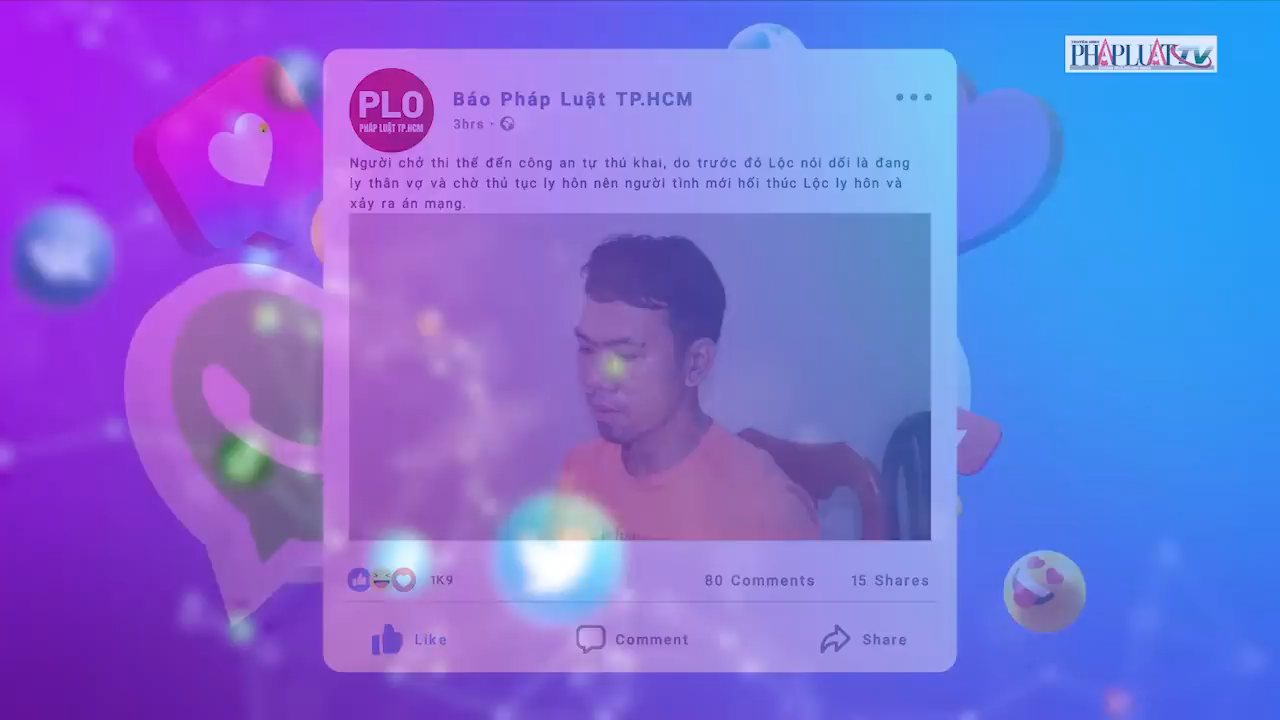 PHÁPLUẬT TV
PLO
PHÁP LUẬT TP.HCM
Báo Pháp Luật TP.HCM
3hrs
Người chở thi thể đến công an tự thú khai, do trước đó Lộc nói dối là đang
ly thân vợ và chờ thủ tục ly hôn nên người tình mới hối thúc Lộc ly hôn và
xảy ra án mạng.
1K9
80 Comments
15 Shares
Like
Comment
Share